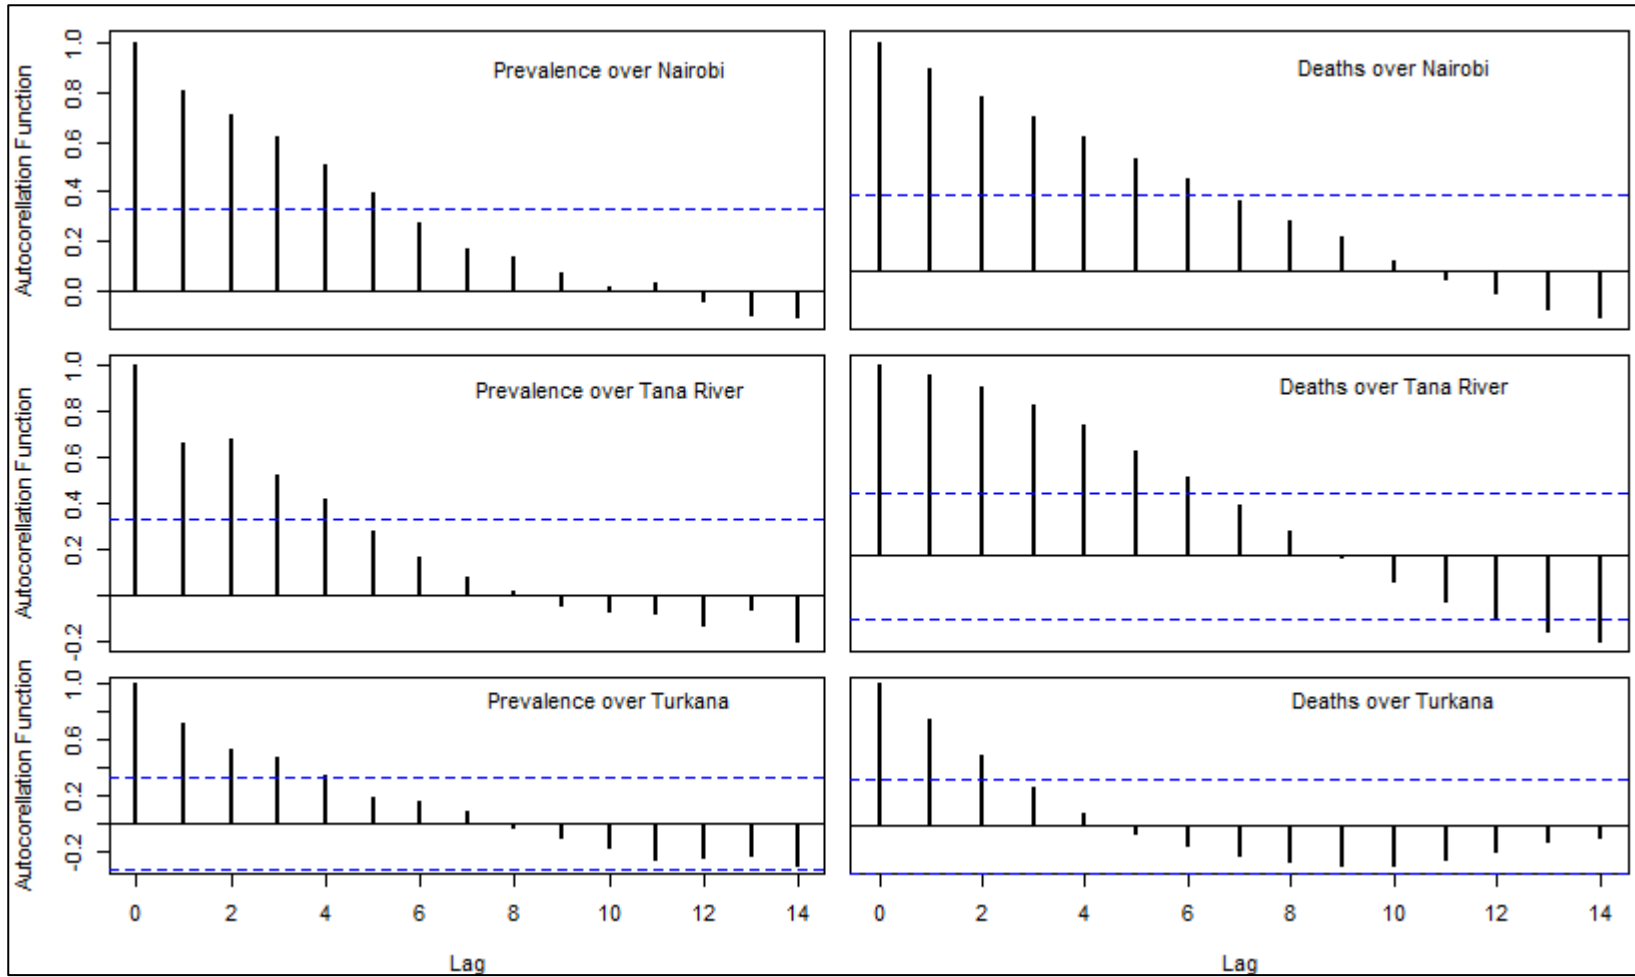 Autocorellation Function
1.0
0.8
0.6
0.4
0.2
0.0
Prevalence over Nairobi
Deaths over Nairobi
Autocorellation Function
1.0
0.8
0.6
0.4
0.2
-0.2
Prevalence over Tana River
Deaths over Tana River
Autocorellation Function
1.0
0.6
0.2
-0.2
Prevalence over Turkana
Deaths over Turkana
0 2 4 6 8 10 12 14
0 2 4 6 8 10 12 14
Lag
Lag